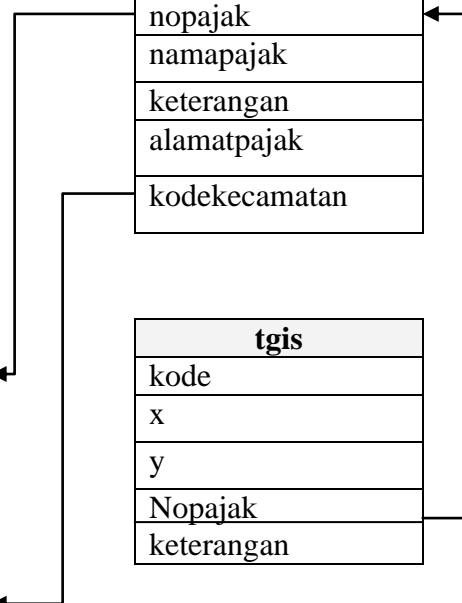 nopajak
namapajak
keterangan
alamatpajak
kodekecamatan
tgis
kode
x
y
Nopajak
keterangan